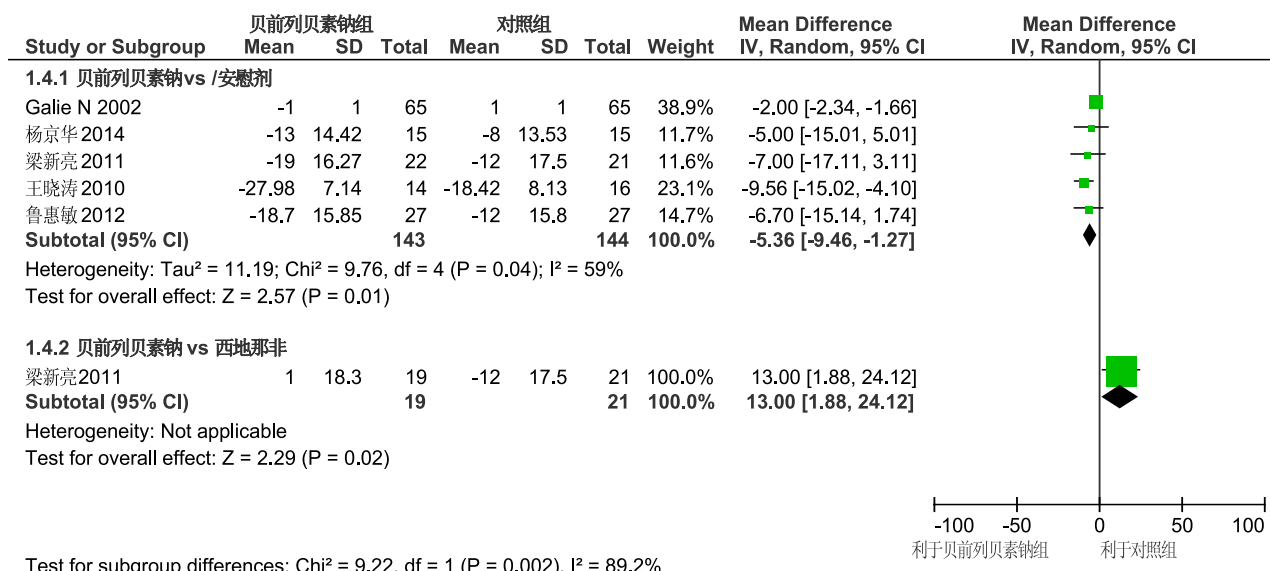 贝前列贝素钠组 对照组 Mean Difference Mean Difference
Study or Subgroup Mean SD Total Mean SD Total Weight IV, Random, 95% CI IV, Random, 95% CI
1.4.1 贝前列贝素钠vs /安慰剂
Galie N 2002 -1 1 65 1 1 65 38.9% -2.00 [-2.34, -1.66]
杨京华2014 -13 14.42 15 -8 13.53 15 11.7% -5.00 [-15.01, 5.01]
梁新亮2011 -19 16.27 22 -12 17.5 21 11.6% -7.00 [-17.11, 3.11]
王晓涛2010 -27.98 7.14 14 -18.42 8.13 16 23.1% -9.56 [-15.02, -4.10]
鲁惠敏2012 -18.7 15.85 27 -12 15.8 27 14.7% -6.70 [-15.14, 1.74]
Subtotal (95% CI) 143 144 100.0% -5.36 [-9.46, -1.27]
Heterogeneity: Tau² = 11.19; Chi² = 9.76, df = 4 (P = 0.04); I² = 59%
Test for overall effect: Z = 2.57 (P = 0.01)
1.4.2 贝前列贝素钠 vs 西地那非
梁新亮2011 1 18.3 19 -12 17.5 21 100.0% 13.00 [1.88, 24.12]
Subtotal (95% CI) 19 21 100.0% 13.00 [1.88, 24.12]
Heterogeneity: Not applicable
Test for overall effect: Z = 2.29 (P = 0.02)
-100 -50 0 50 100
利于贝前列贝素钠组 利于对照组
Test for subgroup differences: Chi² = 9.22, df = 1 (P = 0.002), I² = 89.2%